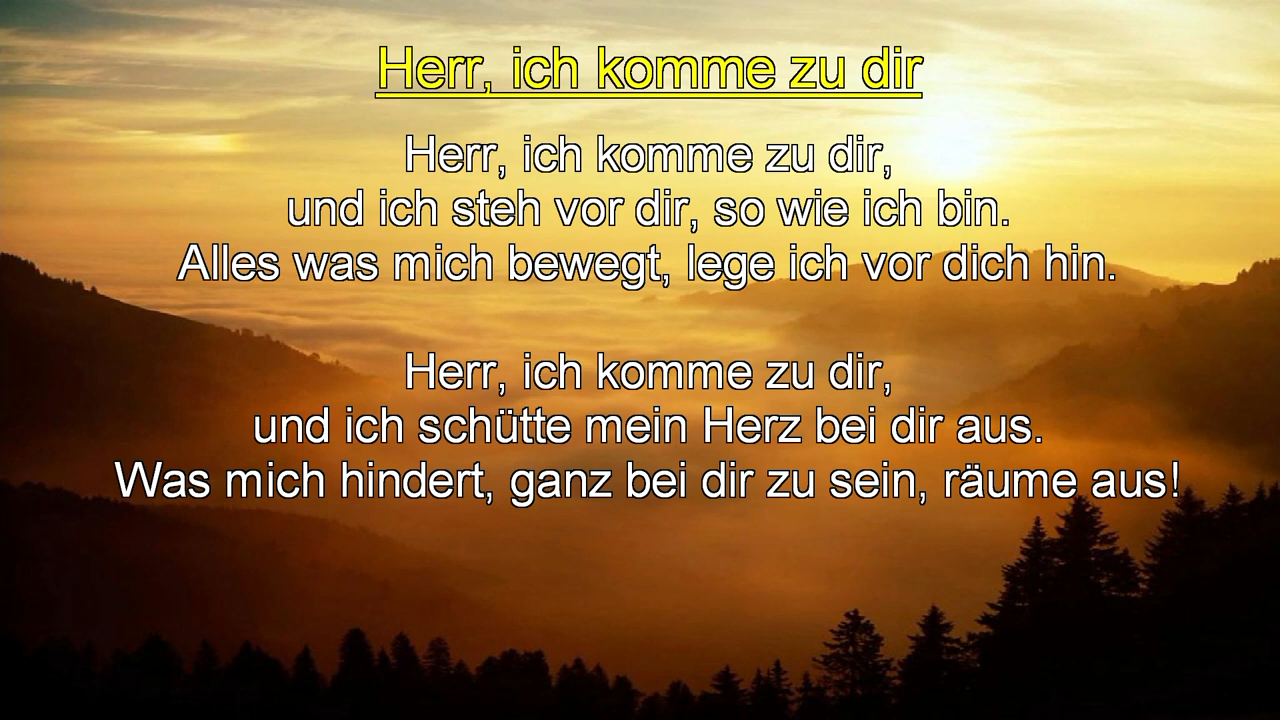 Herr, ich komme zu dir
Herr, ich komme zu dir,
und ich steh vor dir, so wie ich bin.
Alles was mich bewegt, lege ich vor dich hin.
Herr, ich komme zu dir,
und ich schütte mein Herz bei dir aus.
Was mich hindert, ganz bei dir zu sein, räume aus!